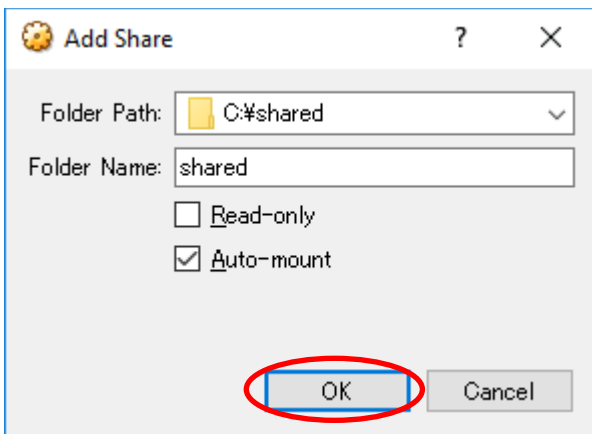 Add Share
Folder Path: C:¥shared
Folder Name: shared
Read-only
Auto-mount
OK Cancel